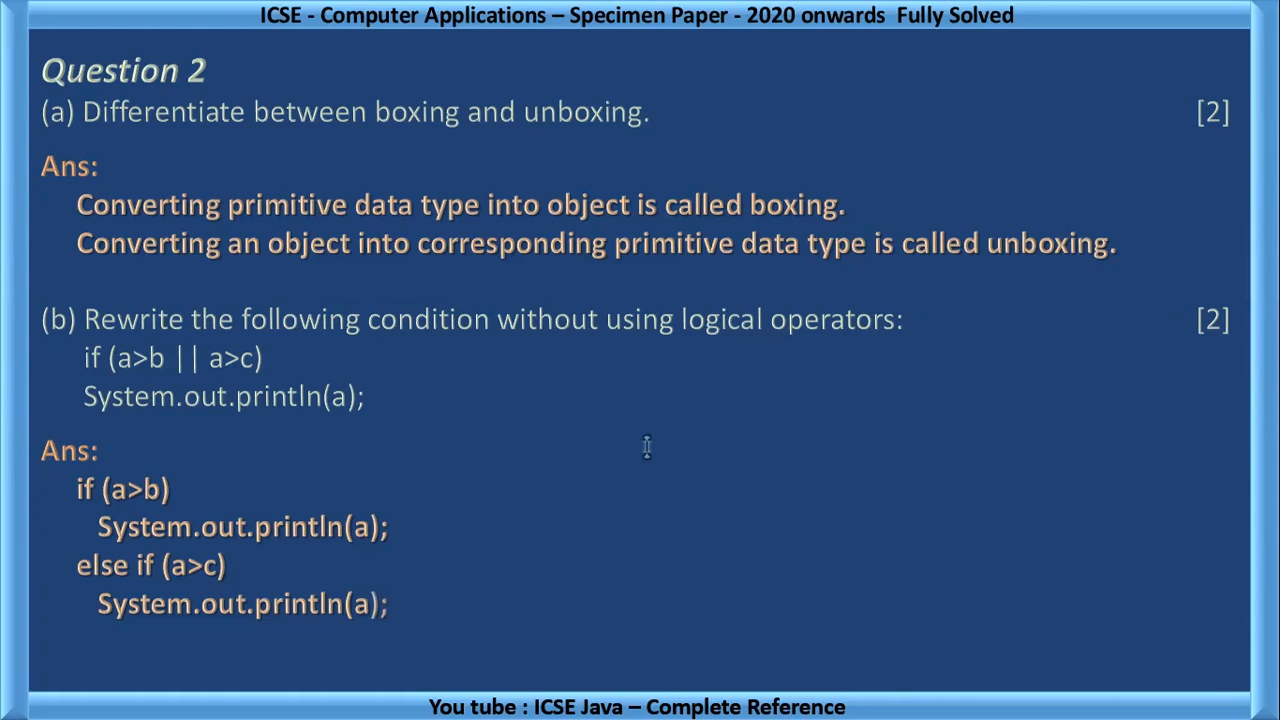 ICSE - Computer Applications – Specimen Paper - 2020 onwards Fully Solved
Question 2
(a) Differentiate between boxing and unboxing. [2]
Ans:
Converting primitive data type into object is called boxing.
Converting an object into corresponding primitive data type is called unboxing.
(b) Rewrite the following condition without using logical operators: [2]
if (a>b || a>c)
System.out.println(a);
Ans:
if (a>b)
System.out.println(a);
else if (a>c)
System.out.println(a);
You tube : ICSE Java – Complete Reference